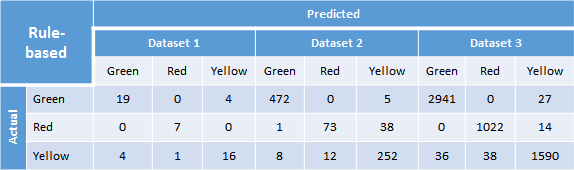 Rule-based Predicted
Dataset 1 Dataset 2 Dataset 3
Green Red Yellow Green Red Yellow Green Red Yellow
Actual
Green 19 0 4 472 0 5 2941 0 27
Red 0 7 0 1 73 38 0 1022 14
Yellow 4 1 16 8 12 252 36 38 1590